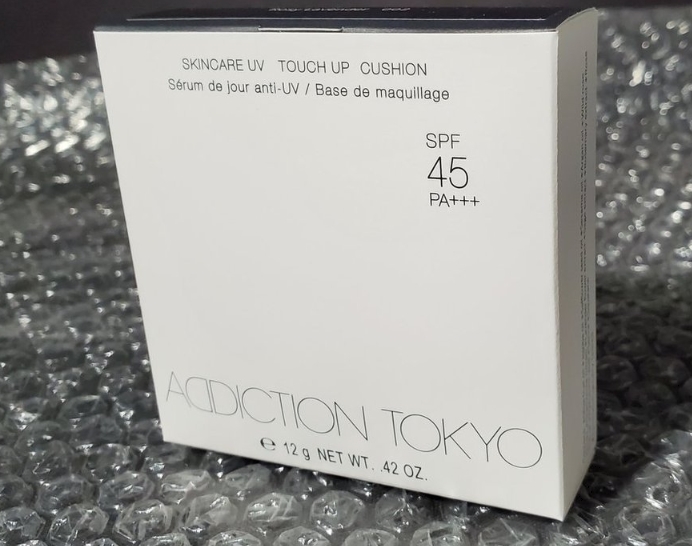 SKINCARE UV TOUCH UP CUSHION
Sérum de jour anti-UV / Base de maquillage
SPF
45
PA+++
ADDICTION TOKYO
℮ 12 g NET WT. .42 OZ.